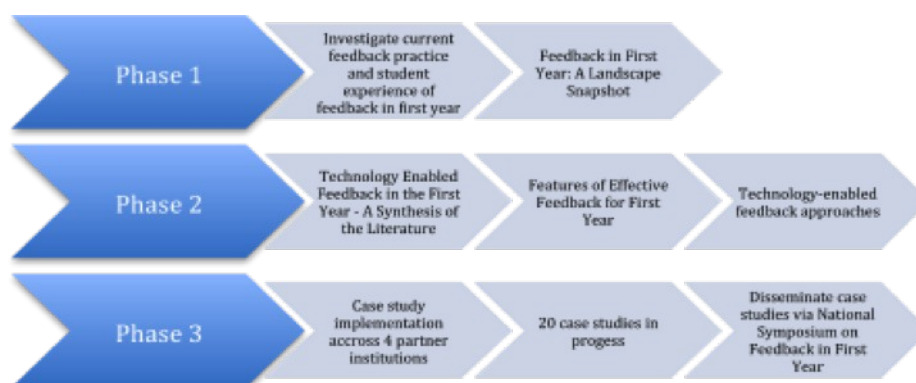 Phase 1
Investigate current
feedback practice
and student
experience of
feedback in first year
Feedback in First
Year: A Landscape
Snapshot
Phase 2
Technology Enabled
Feedback in the First
Year - A Synthesis of
the Literature
Features of Effective
Feedback for First
Year
Technology-enabled
feedback approaches
Phase 3
Case study
implementation
accross 4 partner
institutions
20 case studies in
progess
Disseminate case
studies via National
Symposium on
Feedback in First
Year